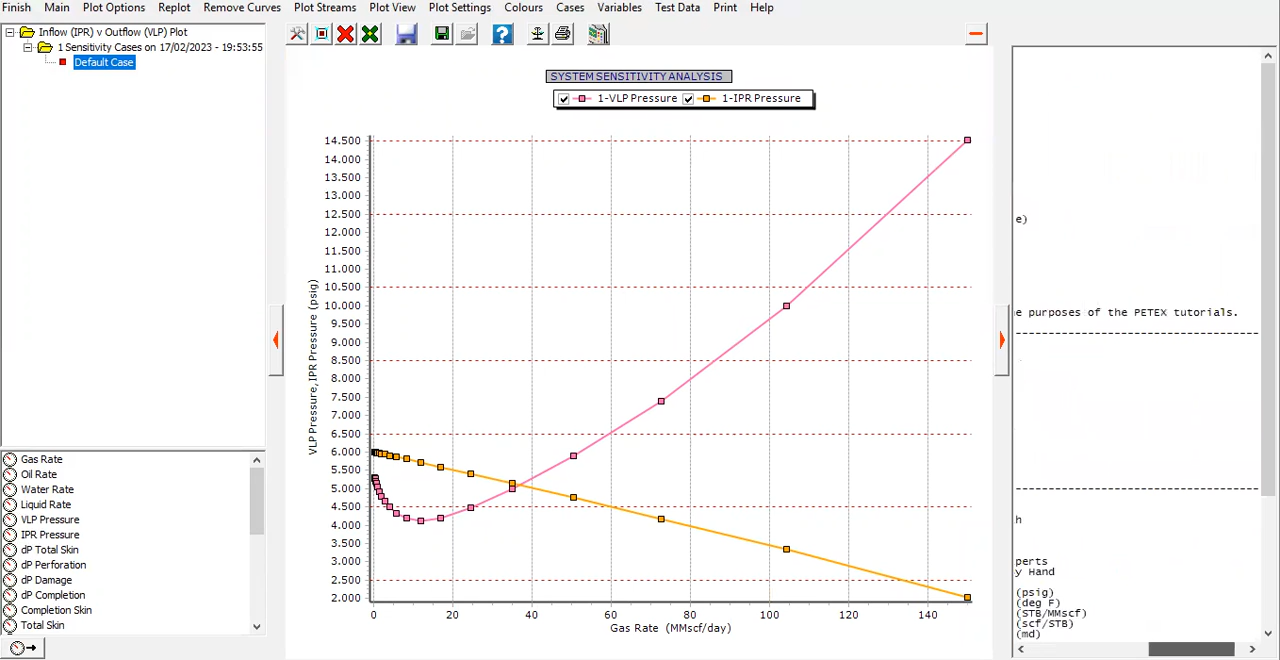 Finish Main Plot Options Replot Remove Curves Plot Streams Plot View Plot Settings Colours Cases Variables Test Data Print Help
Inflow (IPR) v Outflow (VLP) Plot
1 Sensitivity Cases on 17/02/2023 - 19:53:55
Default Case
Gas Rate
Oil Rate
Water Rate
Liquid Rate
VLP Pressure
IPR Pressure
dP Total Skin
dP Perforation
dP Damage
dP Completion
Completion Skin
Total Skin
SYSTEM SENSITIVITY ANALYSIS
1-VLP Pressure 1-IPR Pressure
VLP Pressure, IPR Pressure (psig)
14.500
14.000
13.500
13.000
12.500
12.000
11.500
11.000
10.500
10.000
9.500
9.000
8.500
8.000
7.500
7.000
6.500
6.000
5.500
5.000
4.500
4.000
3.500
3.000
2.500
2.000
0 20 40 60 80 100 120 140
Gas Rate (MMscf/day)
e)
e purposes of the PETEX tutorials.
h
perts
y Hand
(psig)
(deg F)
(STB/MMscf)
(scf/STB)
(md)